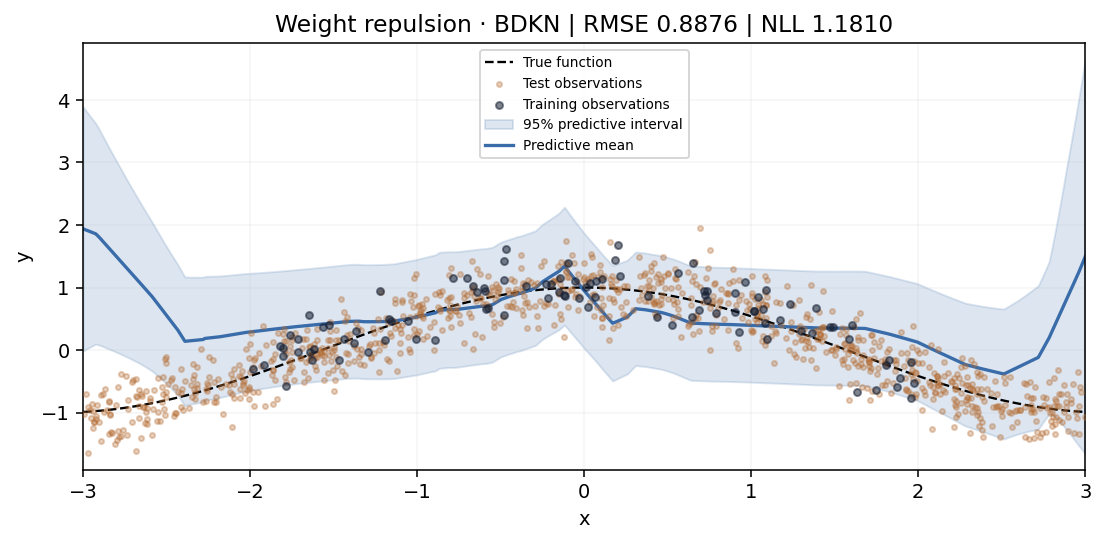 Weight repulsion · BDKN | RMSE 0.8876 | NLL 1.1810
True function
Test observations
Training observations
95% predictive interval
Predictive mean
y
4
3
2
1
0
−1
−3
−2
−1
0
1
2
3
x